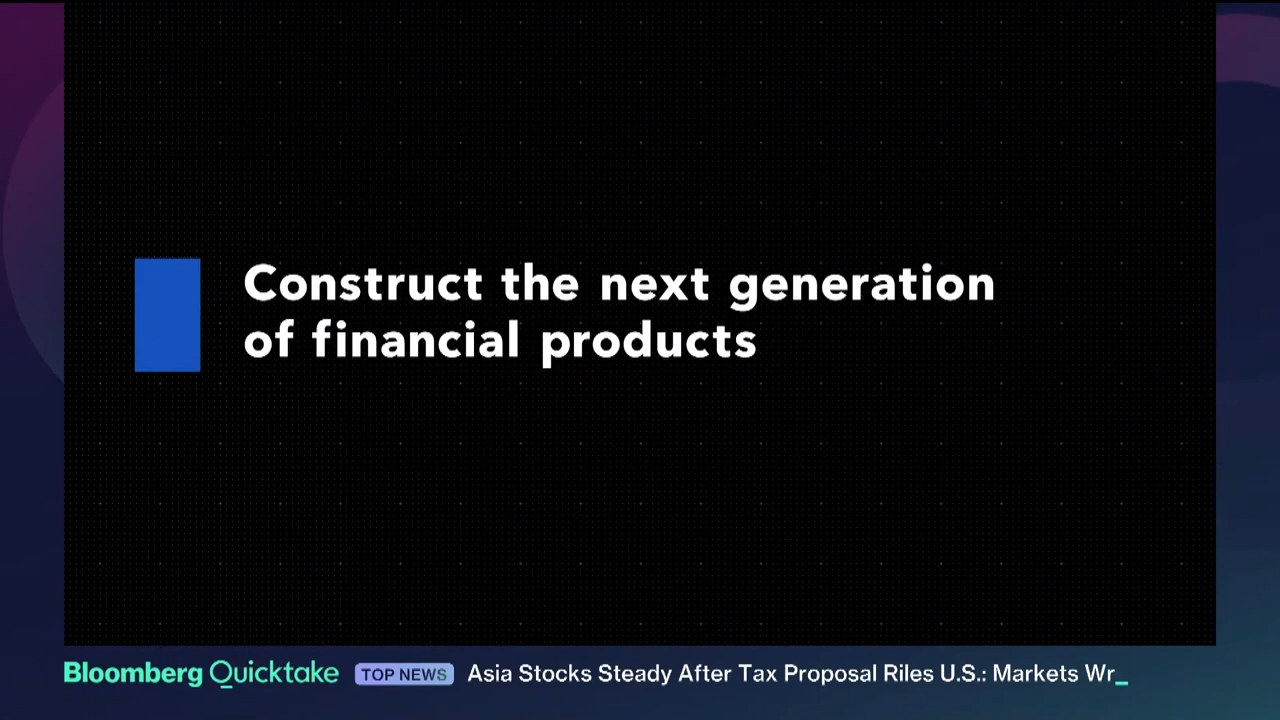 Construct the next generation
of financial products
Bloomberg Quicktake TOP NEWS Asia Stocks Steady After Tax Proposal Riles U.S.: Markets Wr_